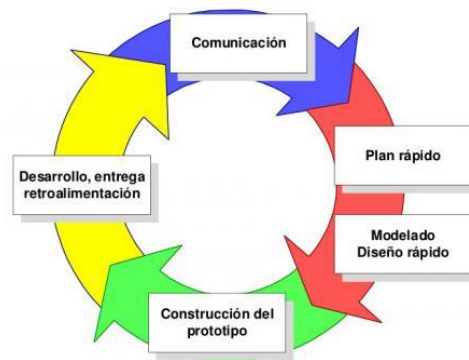 Comunicación
Plan rápido
Modelado
Diseño rápido
Construcción del
prototipo
Desarrollo, entrega
retroalimentación